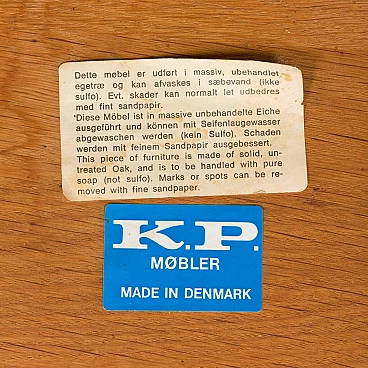 Dette møbel er udført i massiv, ubehandlet
egetræ og kan afvaskes i sæbevand (ikke
sulfo). Evt. skader kan normalt let udbedres
med fint sandpapir.
'Diese Möbel ist in massive unbehandelte Eiche
ausgeführt und können mit Seifenlaugewasser
abgewaschen werden (kein Sulfo). Schaden
werden mit feinem Sandpapir ausgebessert.
This piece of furniture is made of solid, un-
treated Oak, and is to be handled with pure
soap (not sulfo). Marks or spots can be re-
moved with fine sandpaper.
K.P.
MØBLER
MADE IN DENMARK